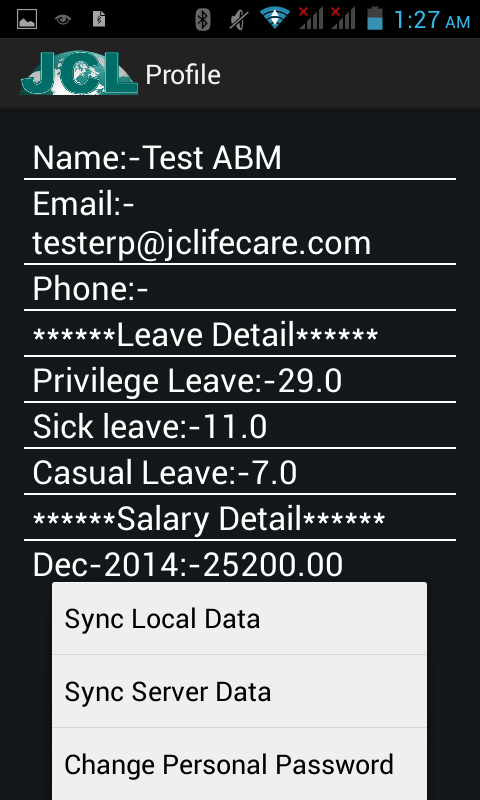 1:27 AM
JCL Profile
Name:-Test ABM
Email:-
testerp@jclifecare.com
Phone:-
******Leave Detail******
Privilege Leave:-29.0
Sick leave:-11.0
Casual Leave:-7.0
******Salary Detail******
Dec-2014:-25200.00
Sync Local Data
Sync Server Data
Change Personal Password